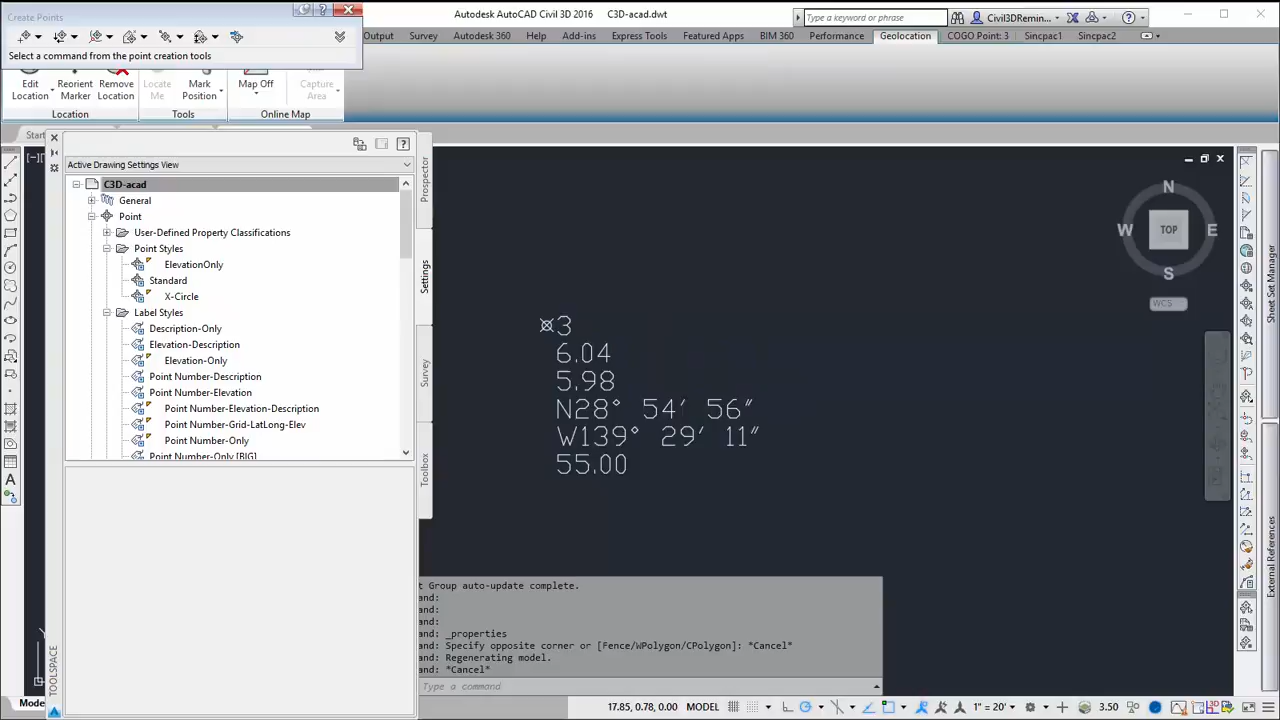 Create Points
Autodesk AutoCAD Civil 3D 2016
C3D-acad.dwt
Type a keyword or phrase
Civil3DRemin...
Output
Survey
Autodesk 360
Help
Add-ins
Express Tools
Featured Apps
BIM 360
Performance
Geolocation
COGO Point: 3
Sincpac1
Sincpac2
Select a command from the point creation tools
Edit Location
Reorient Marker
Remove Location
Locate Me
Mark Position
Map Off
Capture Area
Location
Tools
Online Map
Start
Active Drawing Settings View
C3D-acad
General
Point
User-Defined Property Classifications
Point Styles
ElevationOnly
Standard
X-Circle
Label Styles
Description-Only
Elevation-Description
Elevation-Only
Point Number-Description
Point Number-Elevation
Point Number-Elevation-Description
Point Number-Grid-LatLong-Elev
Point Number-Only
Point Number-Only [BIG]
Prospector
Settings
Survey
Toolbox
TOOLSPACE
3
6.04
5.98
N28° 54′ 56″
W139° 29′ 11″
55.00
N
W
TOP
E
S
WCS
Sheet Set Manager
External References
t Group auto-update complete.
and:
and:
and: _properties
and: Specify opposite corner or [Fence/WPolygon/CPolygon]: *Cancel*
and: Regenerating model.
and: *Cancel*
Type a command
Y
Mode
17.85, 0.78, 0.00
MODEL
1" = 20'
3.50